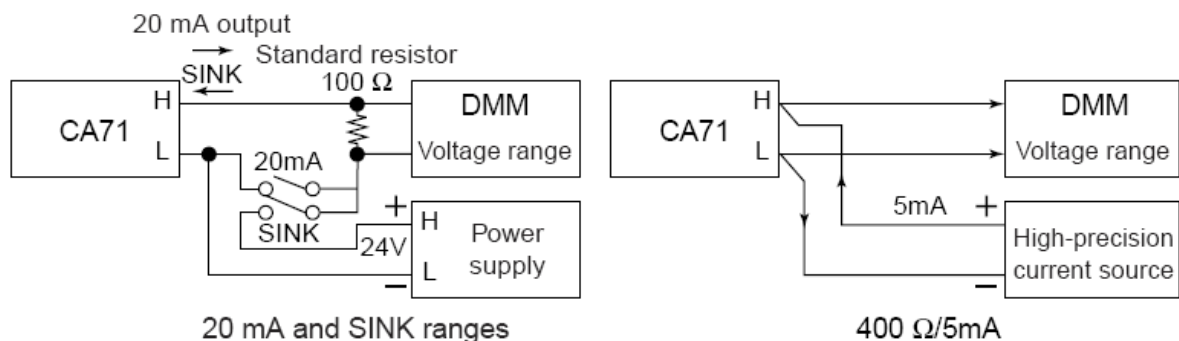 20 mA output
SINK
Standard resistor
100 Ω
H
CA71
L
DMM
Voltage range
20mA
SINK
24V
+
H
L
−
Power
supply
20 mA and SINK ranges
H
CA71
L
DMM
Voltage range
5mA
+
−
High-precision
current source
400 Ω/5mA